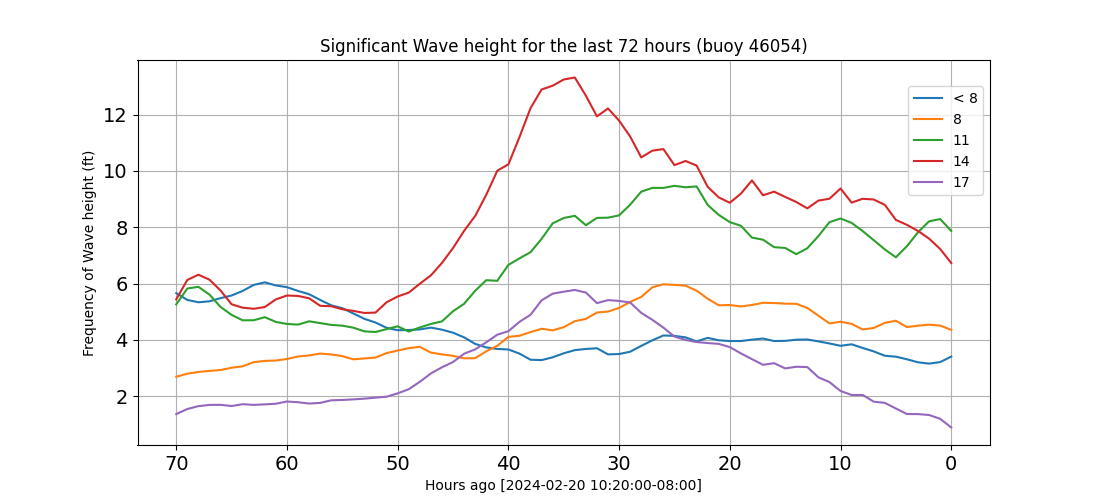 Significant Wave height for the last 72 hours (buoy 46054)
Frequency of Wave height (ft)
12
10
8
6
4
2
< 8
8
11
14
17
70 60 50 40 30 20 10 0
Hours ago [2024-02-20 10:20:00-08:00]